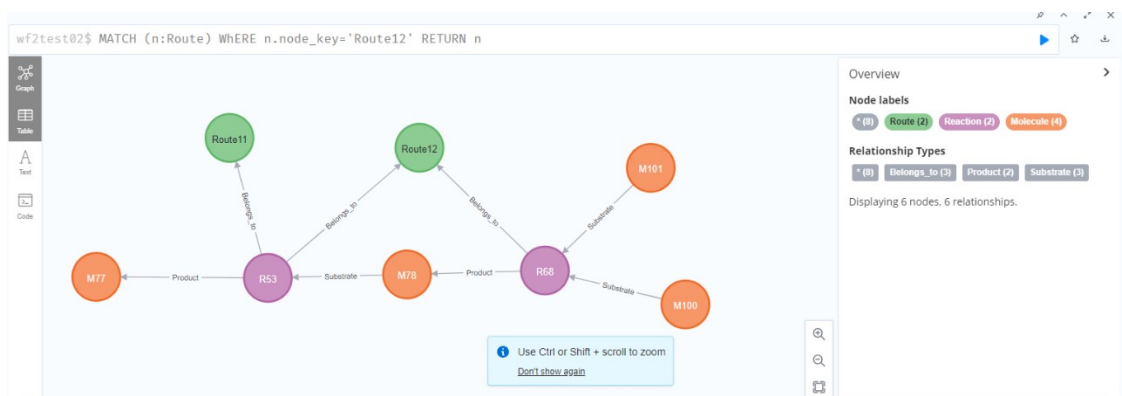 wf2test02$ MATCH (n:Route) WhERE n.node_key='Route12' RETURN n
Graph
Table
A
Text
Code
Route11
Route12
M101
Belongs_to
Belongs_to
Belongs_to
Substrate
M77
Product
R53
Substrate
M78
Product
R68
Substrate
M100
Use Ctrl or Shift + scroll to zoom
Don't show again
Overview
Node labels
* (8) Route (2) Reaction (2) Molecule (4)
Relationship Types
* (8) Belongs_to (3) Product (2) Substrate (3)
Displaying 6 nodes, 6 relationships.